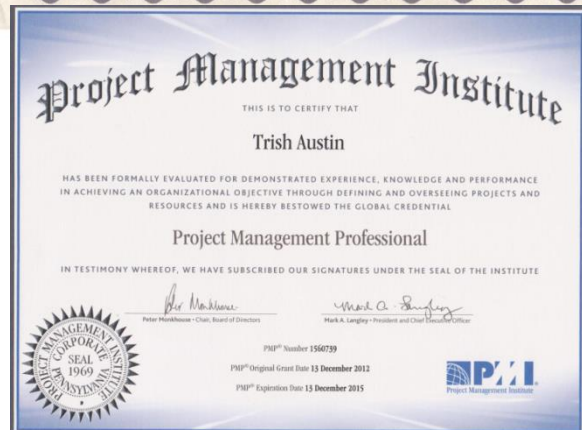 Project Management Institute
THIS IS TO CERTIFY THAT
Trish Austin
HAS BEEN FORMALLY EVALUATED FOR DEMONSTRATED EXPERIENCE, KNOWLEDGE AND PERFORMANCE
IN ACHIEVING AN ORGANIZATIONAL OBJECTIVE THROUGH DEFINING AND OVERSEEING PROJECTS AND
RESOURCES AND IS HEREBY BESTOWED THE GLOBAL CREDENTIAL
Project Management Professional
IN TESTIMONY WHEREOF, WE HAVE SUBSCRIBED OUR SIGNATURES UNDER THE SEAL OF THE INSTITUTE
Peter Monkhouse • Chair, Board of Directors
Mark A. Langley • President and Chief Executive Officer
PROJECT MANAGEMENT INSTITUTE
CORPORATE
SEAL
1969
PENNSYLVANIA
PMP® Number 1560739
PMP® Original Grant Date 13 December 2012
PMP® Expiration Date 13 December 2015
PMI
Project Management Institute